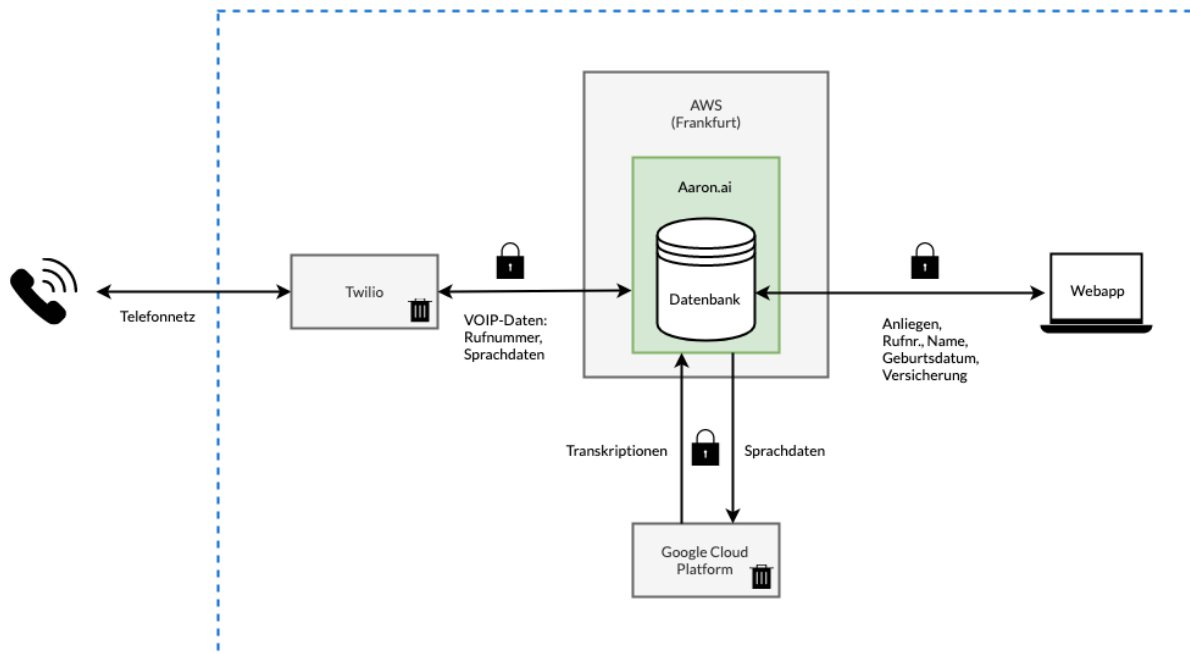 AWS
(Frankfurt)
Aaron.ai
Datenbank
Twilio
Telefonnetz
VOIP-Daten:
Rufnummer,
Sprachdaten
Webapp
Anliegen,
Rufnr., Name,
Geburtsdatum,
Versicherung
Transkriptionen
Sprachdaten
Google Cloud
Platform